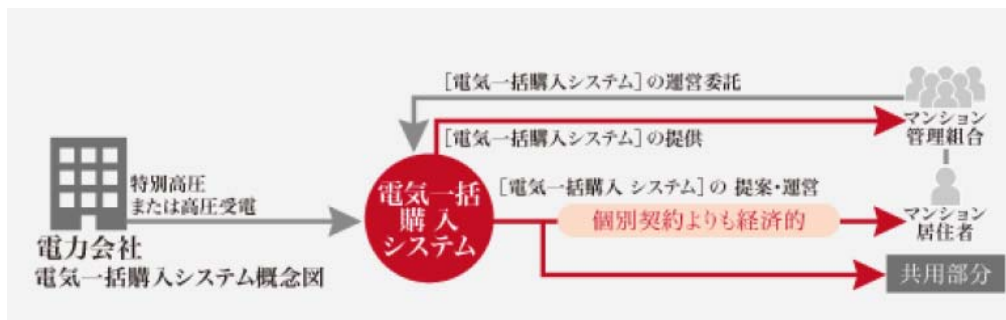 [電気一括購入システム]の運営委託
マンション
管理組合
[電気一括購入システム]の提供
特別高圧
または高圧受電
電気一括
購入
システム
[電気一括購入 システム]の 提案・運営
個別契約よりも経済的
マンション
居住者
電力会社
電気一括購入システム概念図
共用部分